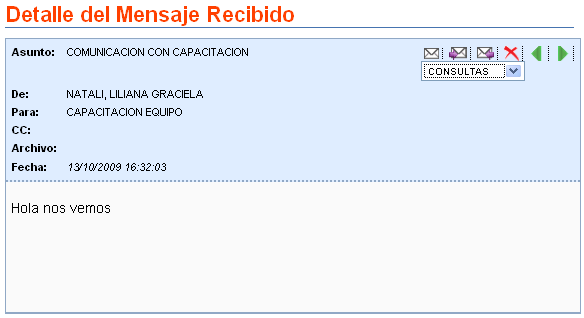 Detalle del Mensaje Recibido
Asunto: COMUNICACION CON CAPACITACION
CONSULTAS
De: NATALI, LILIANA GRACIELA
Para: CAPACITACION EQUIPO
CC:
Archivo:
Fecha: 13/10/2009 16:32:03
Hola nos vemos